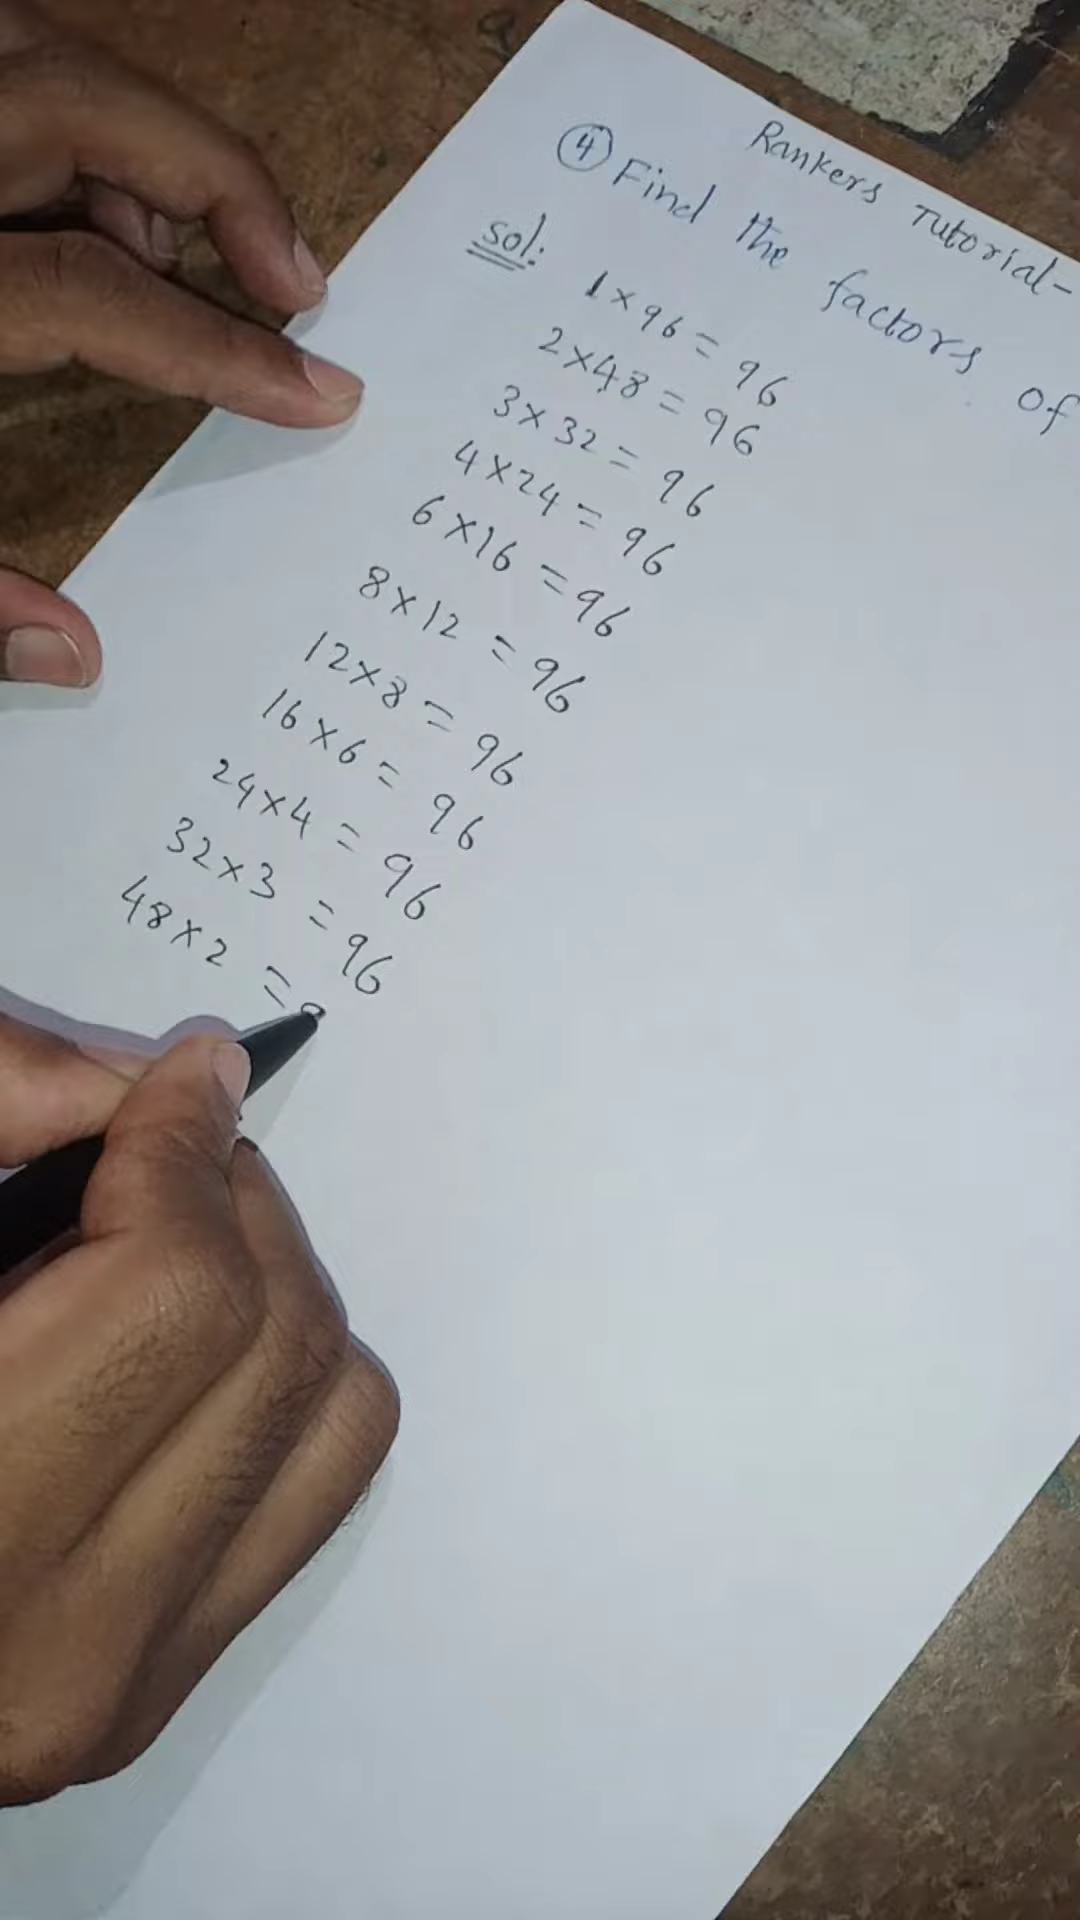 Rankers Tutorial-
④ Find the factors of
Sol:
1 × 96 = 96
2 × 48 = 96
3 × 32 = 96
4 × 24 = 96
6 × 16 = 96
8 × 12 = 96
12 × 8 = 96
16 × 6 = 96
24 × 4 = 96
32 × 3 = 96
48 × 2 =